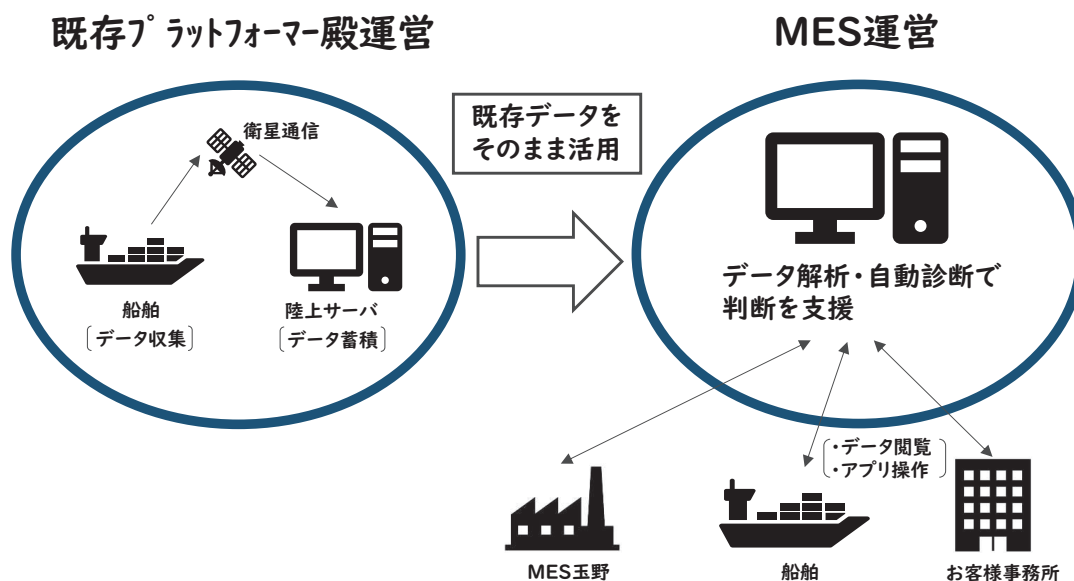 既存プラットフォーマー殿運営
MES運営
衛星通信
既存データを
そのまま活用
船舶
〔データ収集〕
陸上サーバ
〔データ蓄積〕
データ解析・自動診断で
判断を支援
・データ閲覧
・アプリ操作
MES玉野
船舶
お客様事務所